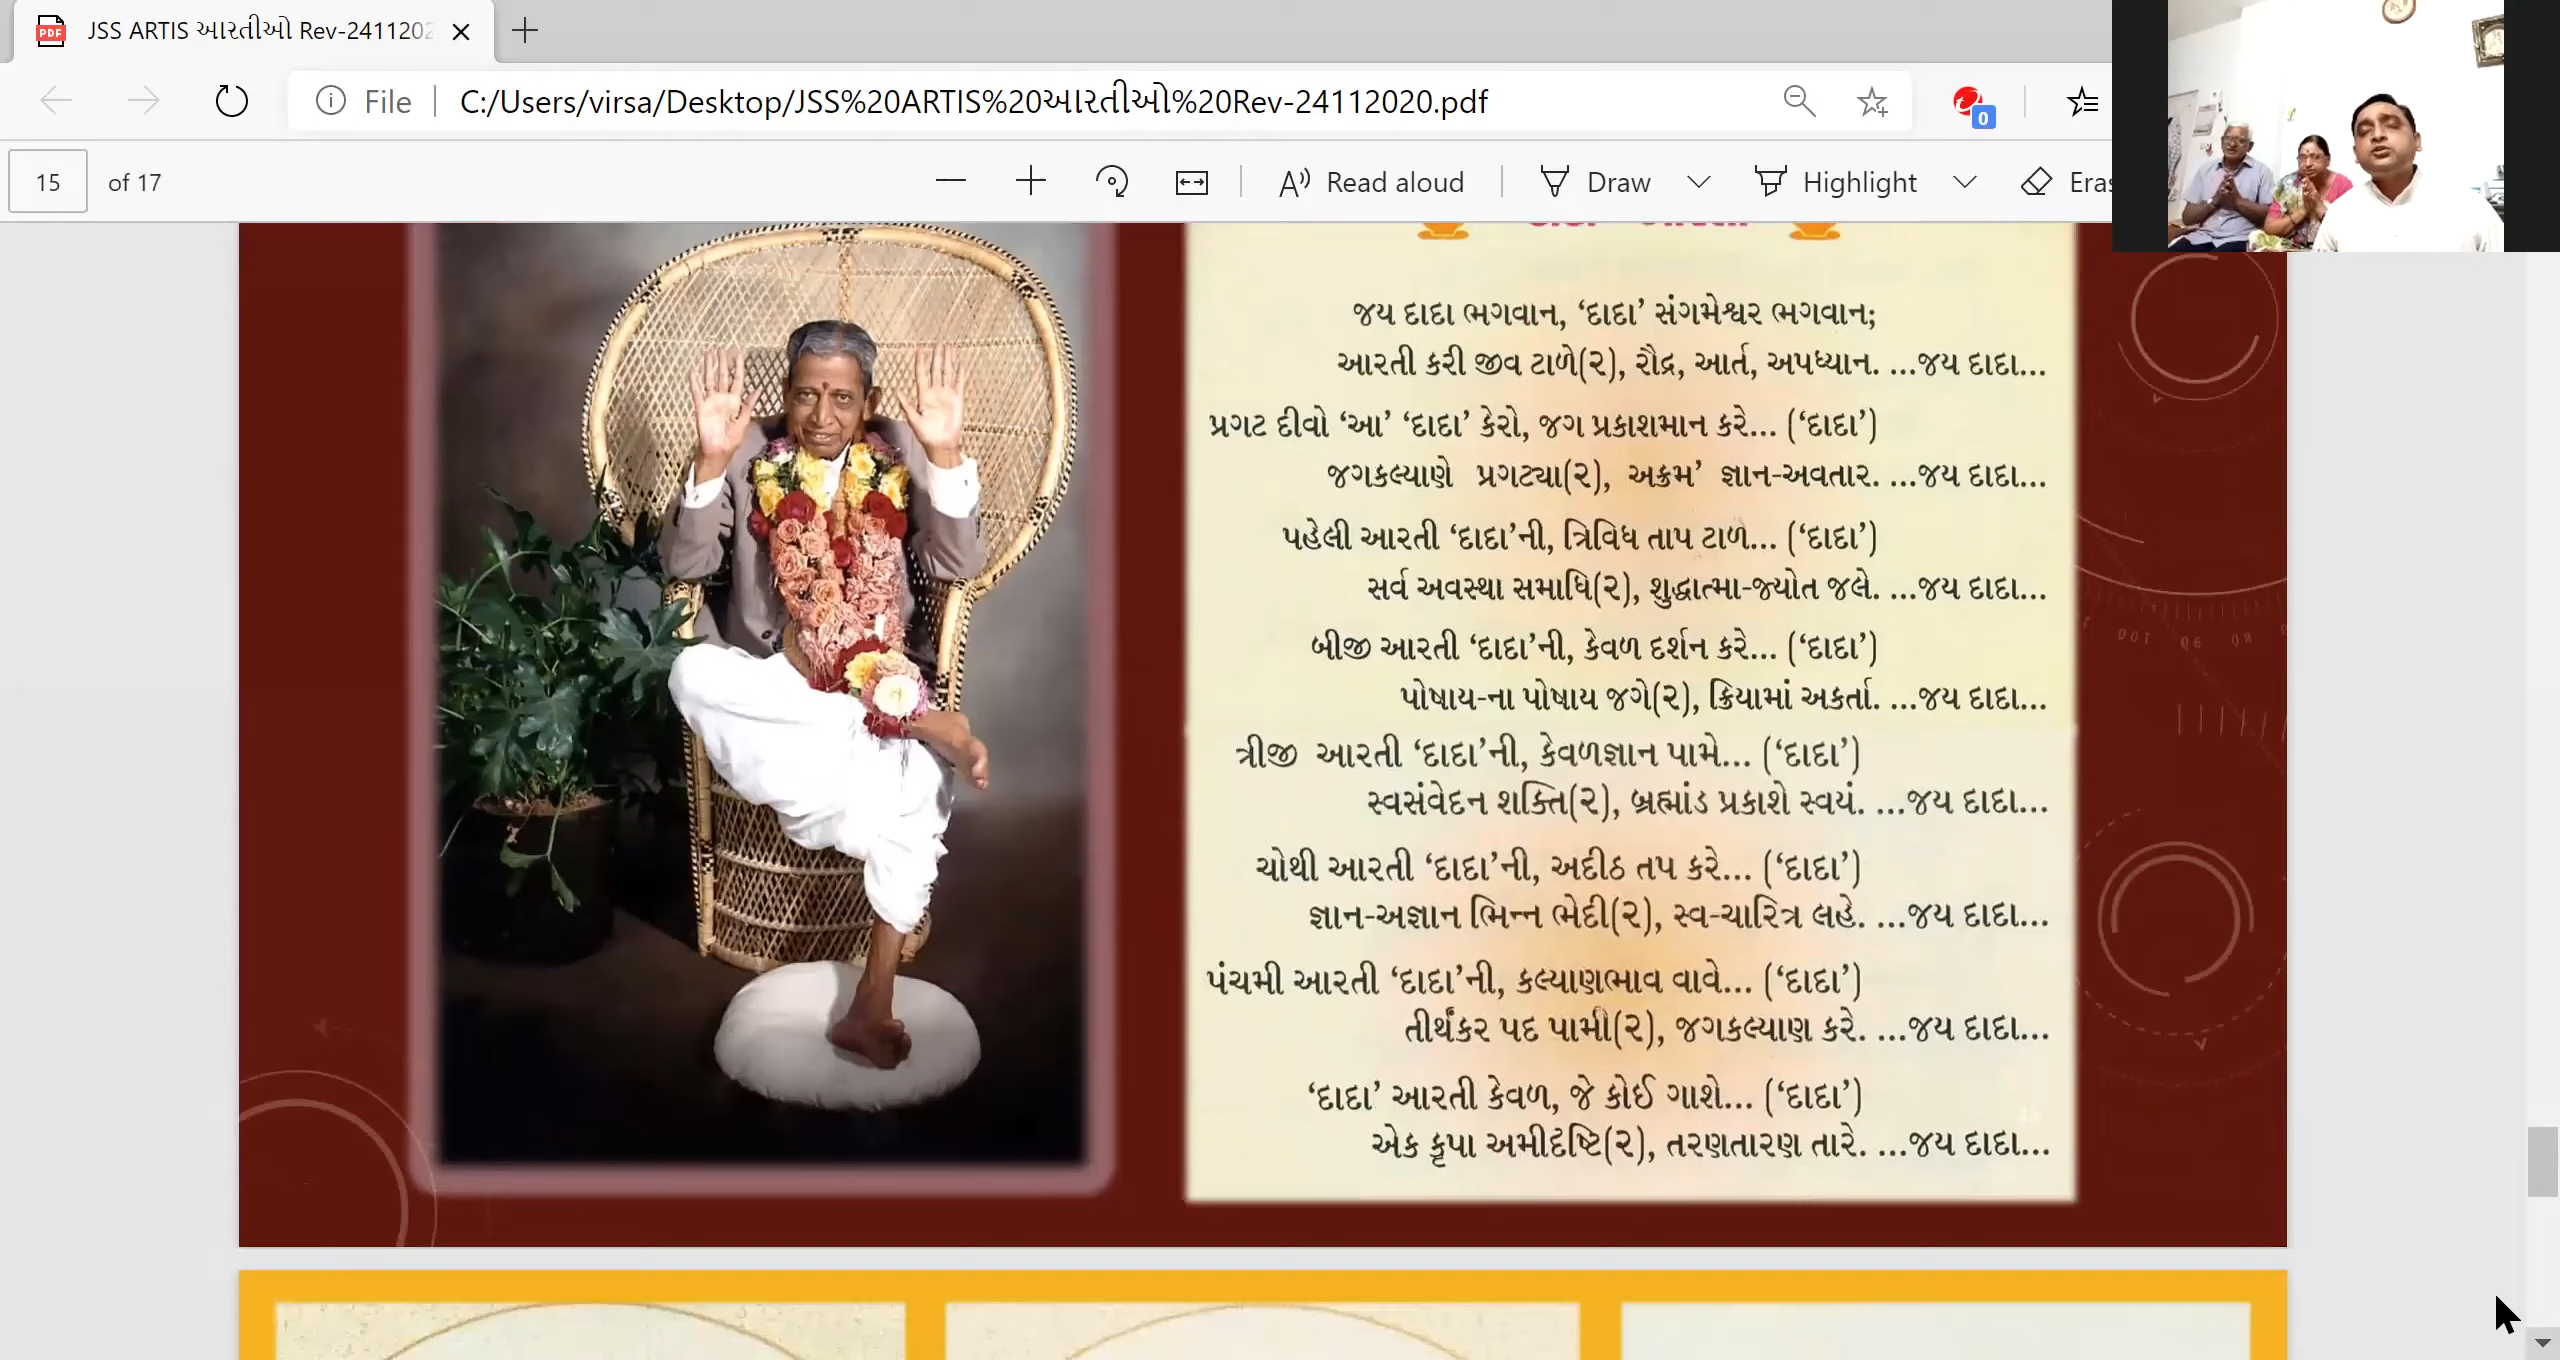 JSS ARTIS આરતીઓ Rev-2411202
File
C:/Users/virsa/Desktop/JSS%20ARTIS%20આરતીઓ%20Rev-24112020.pdf
0
15 of 17
Read aloud
Draw
Highlight
Eras
જય દાદા ભગવાન, ‘દાદા’ સંગમેશ્વર ભગવાન;
આરતી કરી જીવ ટાળે(૨), રૌદ્ર, આર્ત, અપધ્યાન. ...જય દાદા...
પ્રગટ દીવો ‘આ’ ‘દાદા’ કેરો, જગ પ્રકાશમાન કરે... (‘દાદા’)
જગકલ્યાણે પ્રગટ્યા(૨), અક્રમ’ જ્ઞાન-અવતાર. ...જય દાદા...
પહેલી આરતી ‘દાદા’ની, ત્રિવિધ તાપ ટાળે... (‘દાદા’)
સર્વ અવસ્થા સમાધિ(૨), શુદ્ધાત્મા-જ્યોત જલે. ...જય દાદા...
બીજી આરતી ‘દાદા’ની, કેવળ દર્શન કરે... (‘દાદા’)
પોષાય-ના પોષાય જગે(૨), ક્રિયામાં અકર્તા. ...જય દાદા...
ત્રીજી આરતી ‘દાદા’ની, કેવળજ્ઞાન પામે... (‘દાદા’)
સ્વસંવેદન શક્તિ(૨), બ્રહ્માંડ પ્રકાશે સ્વયં. ...જય દાદા...
ચોથી આરતી ‘દાદા’ની, અદીઠ તપ કરે... (‘દાદા’)
જ્ઞાન-અજ્ઞાન ભિન્ન ભેદી(૨), સ્વ-ચારિત્ર લહે. ...જય દાદા...
પંચમી આરતી ‘દાદા’ની, કલ્યાણભાવ વાવે... (‘દાદા’)
તીર્થંકર પદ પામી(૨), જગકલ્યાણ કરે. ...જય દાદા...
‘દાદા’ આરતી કેવળ, જે કોઈ ગાશે... (‘દાદા’)
એક કૃપા અમીદૃષ્ટિ(૨), તરણતારણ તારે. ...જય દાદા...